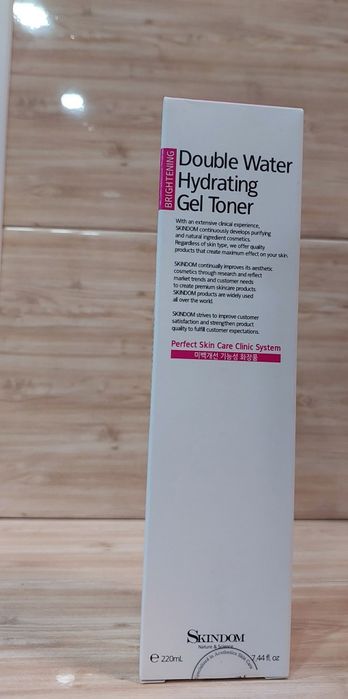 BRIGHTENING
Double Water
Hydrating
Gel Toner
With an extensive clinical experience,
SKINDOM continuously develops purifying
and natural ingredient cosmetics.
Regardless of skin type, we offer quality
products that create maximum effect on your skin.
SKINDOM continually improves its aesthetic
cosmetics through research and reflect
market trends and customer needs
to create premium skincare products.
SKINDOM products are widely used
all over the world.
SKINDOM strives to improve customer
satisfaction and strengthen product
quality to fulfill customer expectations.
Perfect Skin Care Clinic System
미백개선 기능성 화장품
SKINDOM
Nature & Science
℮ 220mL
7.44 fl. oz
in Aesthetics Skin Care